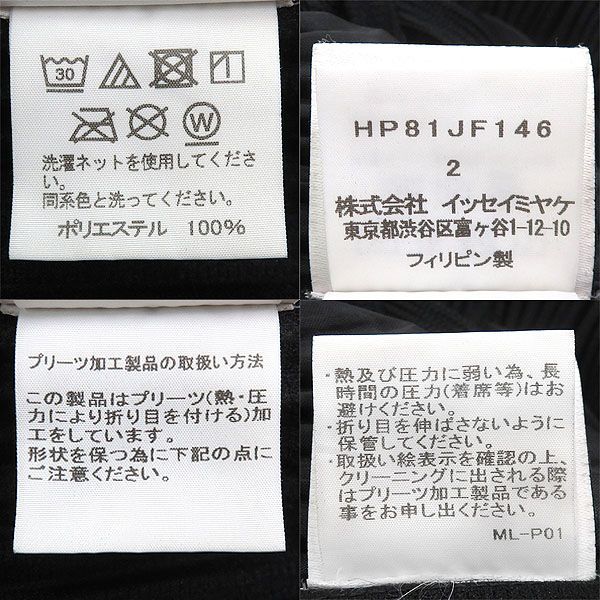 30
W
洗濯ネットを使用してくださ
い。
同系色と洗ってください。
ポリエステル 100%
HP81JF146
2
株式会社 イッセイミヤケ
東京都渋谷区富ヶ谷1-12-10
フィリピン製
プリーツ加工製品の取扱い方法
この製品はプリーツ(熱・圧
力により折り目を付ける)加
工をしています。
形状を保つ為に下記の点に
ご注意ください。
・熱及び圧力に弱い為、長
時間の圧力(着席等)はお
避けください。
・折り目を伸ばさないように
保管してください。
・取扱い絵表示を確認の上、
クリーニングに出される際
はプリーツ加工製品である
事をお申し出ください。
ML-P01